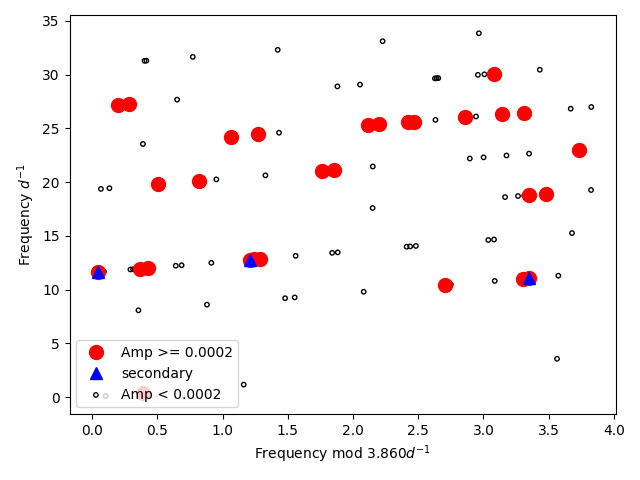 35
30
25
20
15
10
5
0
Frequency d⁻¹
Amp >= 0.0002
secondary
Amp < 0.0002
0.0 0.5 1.0 1.5 2.0 2.5 3.0 3.5 4.0
Frequency mod 3.860d⁻¹